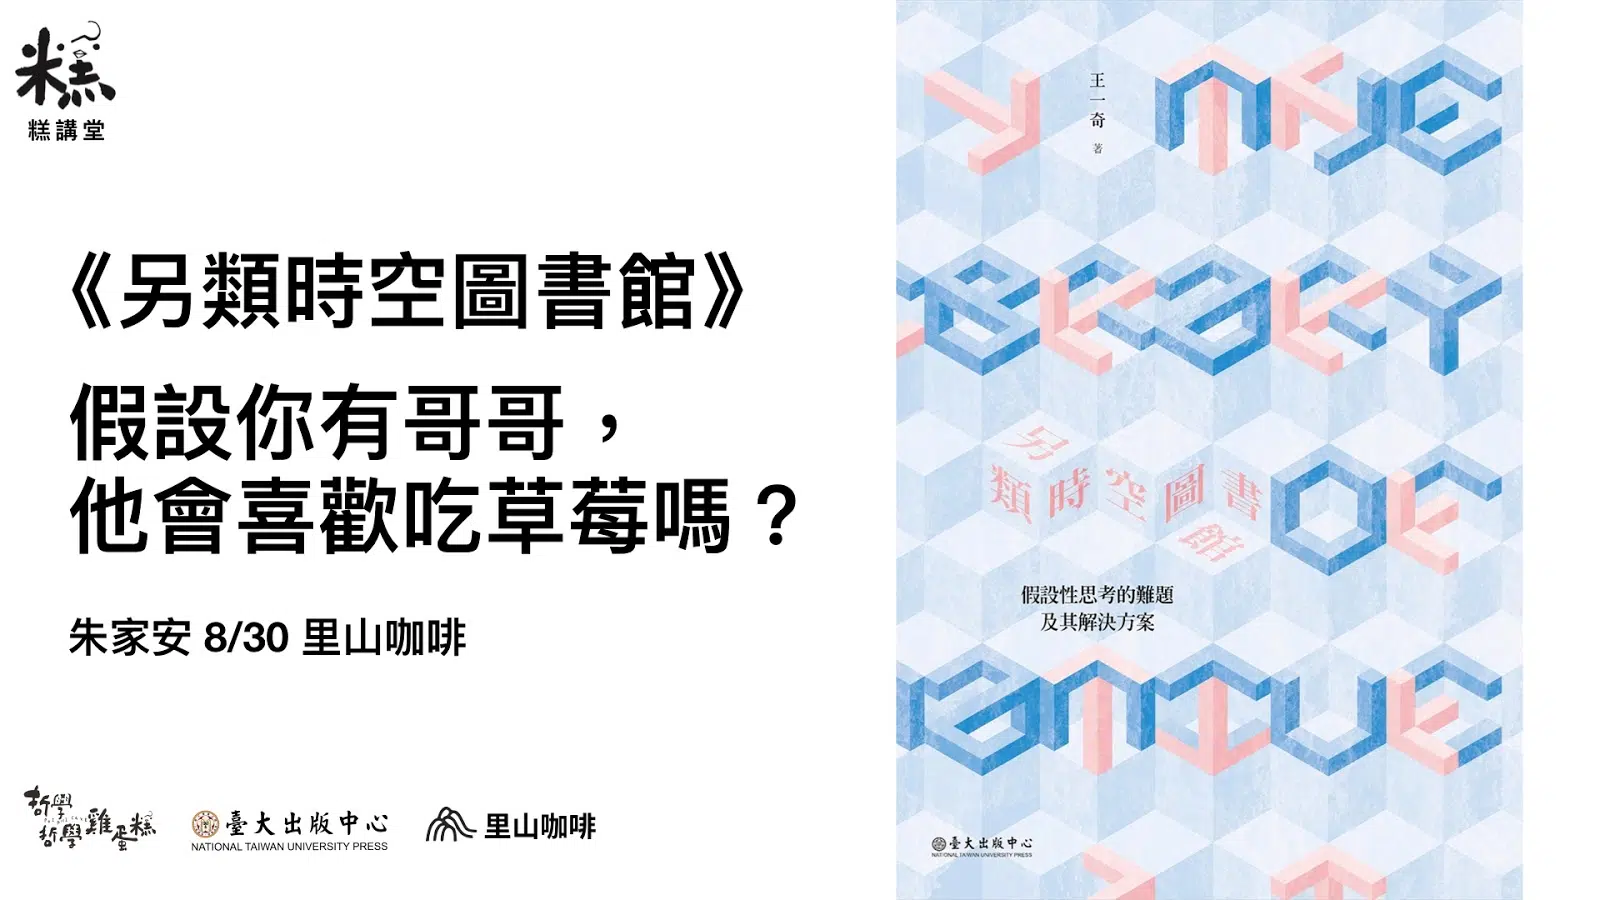 糕
糕講堂
《另類時空圖書館》
假設你有哥哥，
他會喜歡吃草莓嗎？
朱家安 8/30 里山咖啡
哲學
哲學雞蛋糕
臺大出版中心
NATIONAL TAIWAN UNIVERSITY PRESS
里山咖啡
王一奇 著
另類時空圖書館
假設性思考的難題
及其解決方案
臺大出版中心
NATIONAL TAIWAN UNIVERSITY PRESS